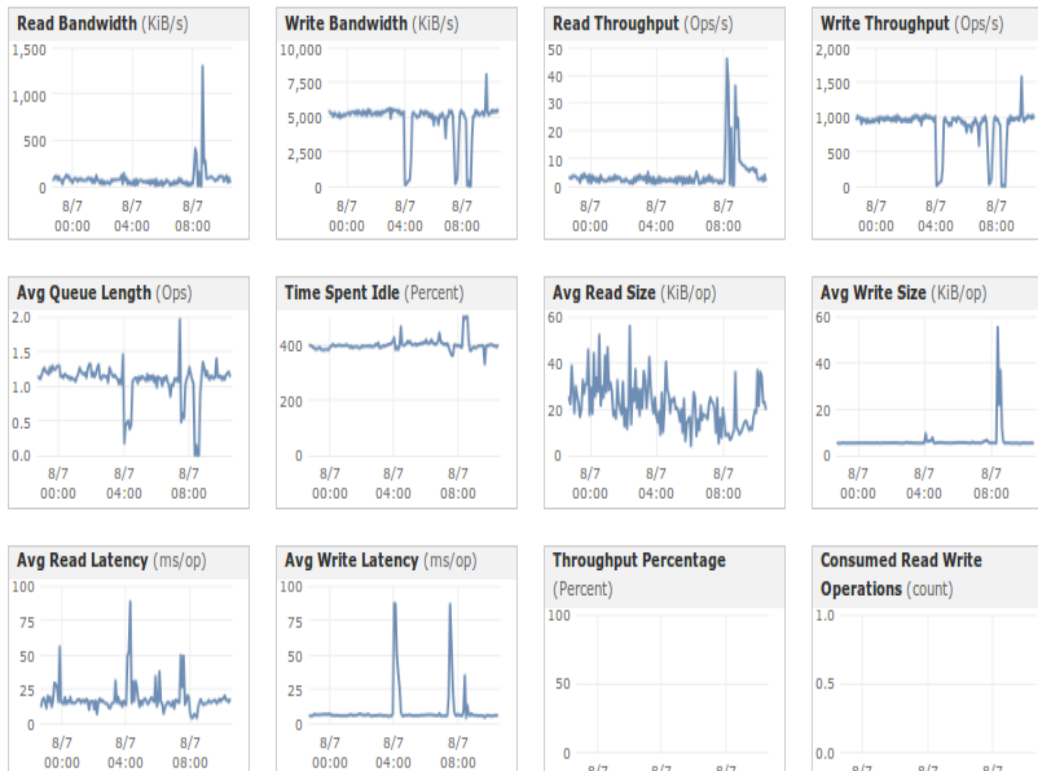 Read Bandwidth (KiB/s)
1,500
1,000
500
0
8/7 8/7 8/7
00:00 04:00 08:00
Write Bandwidth (KiB/s)
10,000
7,500
5,000
2,500
0
8/7 8/7 8/7
00:00 04:00 08:00
Read Throughput (Ops/s)
50
40
30
20
10
0
8/7 8/7 8/7
00:00 04:00 08:00
Write Throughput (Ops/s)
2,000
1,500
1,000
500
0
8/7 8/7 8/7
00:00 04:00 08:00
Avg Queue Length (Ops)
2.0
1.5
1.0
0.5
0.0
8/7 8/7 8/7
00:00 04:00 08:00
Time Spent Idle (Percent)
400
200
0
8/7 8/7 8/7
00:00 04:00 08:00
Avg Read Size (KiB/op)
60
40
20
0
8/7 8/7 8/7
00:00 04:00 08:00
Avg Write Size (KiB/op)
60
40
20
0
8/7 8/7 8/7
00:00 04:00 08:00
Avg Read Latency (ms/op)
100
75
50
25
0
8/7 8/7 8/7
00:00 04:00 08:00
Avg Write Latency (ms/op)
100
75
50
25
0
8/7 8/7 8/7
00:00 04:00 08:00
Throughput Percentage
(Percent)
100
50
0
8/7 8/7 8/7
Consumed Read Write
Operations (count)
1.0
0.5
0.0
8/7 8/7 8/7